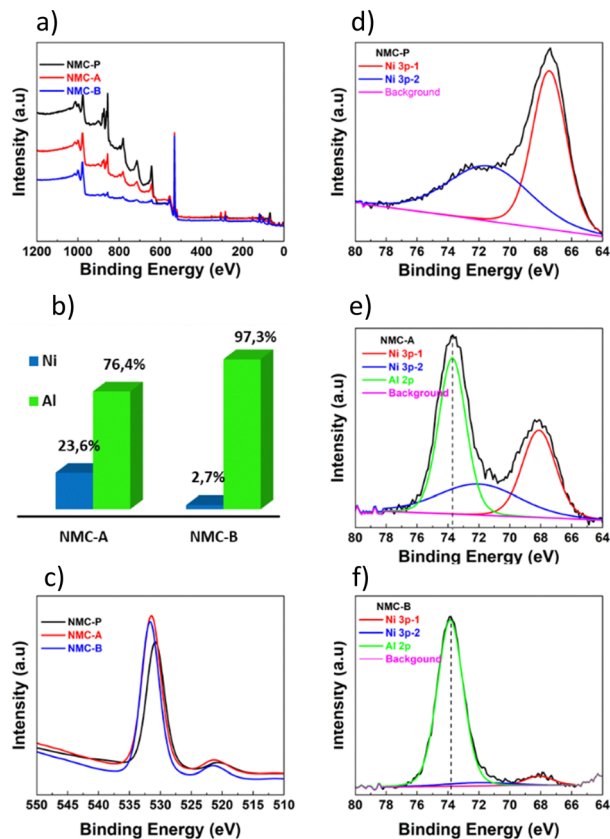 a)
NMC-P
NMC-A
NMC-B
Intensity (a.u)
1200 1000 800 600 400 200 0
Binding Energy (eV)
b)
Ni
Al
23,6%
76,4%
2,7%
97,3%
NMC-A NMC-B
c)
NMC-P
NMC-A
NMC-B
Intensity (a.u)
550 545 540 535 530 525 520 515 510
Binding Energy (eV)
d)
NMC-P
Ni 3p-1
Ni 3p-2
Background
Intensity (a.u)
80 78 76 74 72 70 68 66 64
Binding Energy (eV)
e)
NMC-A
Ni 3p-1
Ni 3p-2
Al 2p
Background
Intensity (a.u)
80 78 76 74 72 70 68 66 64
Binding Energy (eV)
f)
NMC-B
Ni 3p-1
Ni 3p-2
Al 2p
Backgound
Intensity (a.u)
80 78 76 74 72 70 68 66 64
Binding Energy (eV)